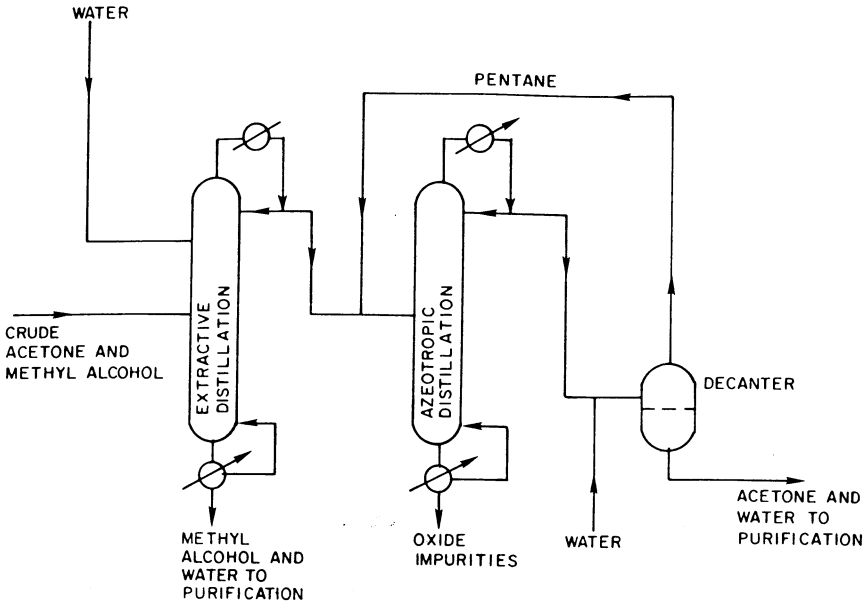 WATER
PENTANE
EXTRACTIVE
DISTILLATION
AZEOTROPIC
DISTILLATION
CRUDE
ACETONE AND
METHYL ALCOHOL
DECANTER
METHYL
ALCOHOL AND
WATER TO
PURIFICATION
OXIDE
IMPURITIES
WATER
ACETONE AND
WATER TO
PURIFICATION